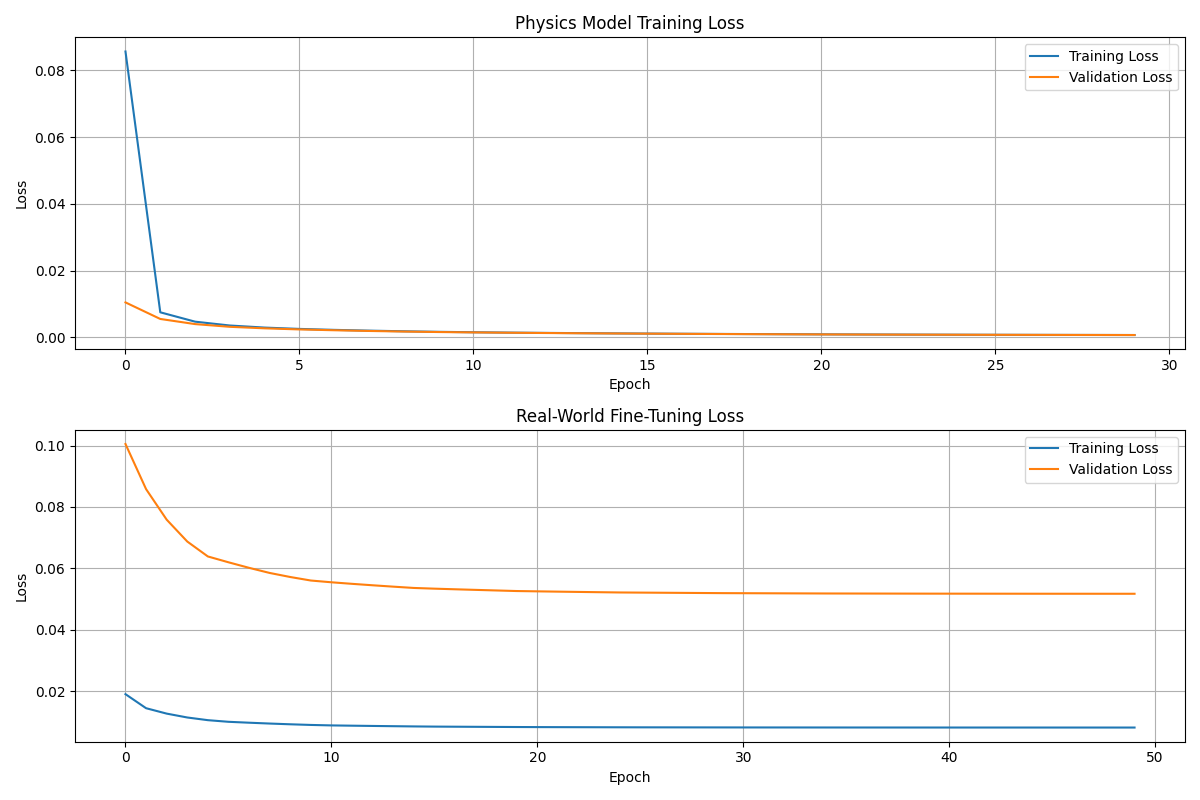 Physics Model Training Loss
Training Loss
Validation Loss
0.08
0.06
0.04
0.02
0.00
Loss
0 5 10 15 20 25 30
Epoch
Real-World Fine-Tuning Loss
Training Loss
Validation Loss
0.10
0.08
0.06
0.04
0.02
Loss
0 10 20 30 40 50
Epoch